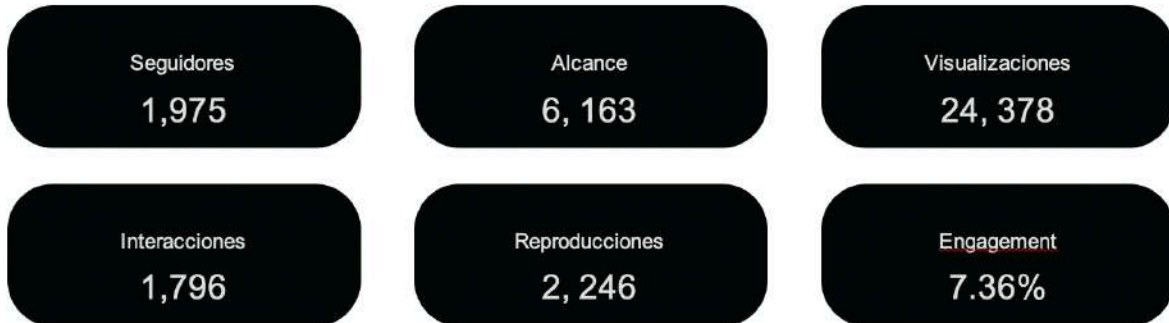 Seguidores
1,975
Alcance
6, 163
Visualizaciones
24, 378
Interacciones
1,796
Reproducciones
2, 246
Engagement
7.36%